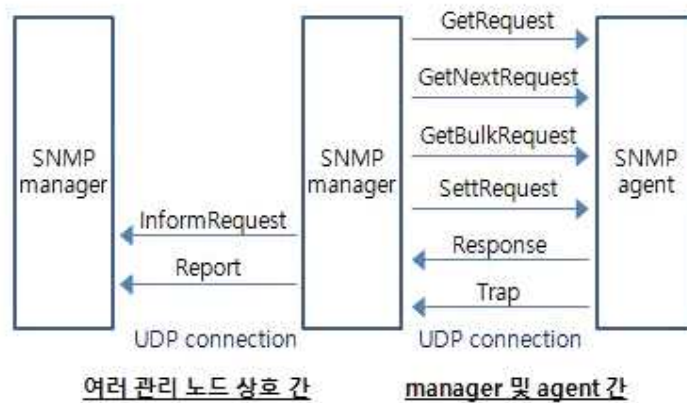 GetRequest
GetNextRequest
GetBulkRequest
SettRequest
Response
Trap
SNMP
manager
SNMP
manager
SNMP
agent
InformRequest
Report
UDP connection
UDP connection
여러 관리 노드 상호 간
manager 및 agent 간